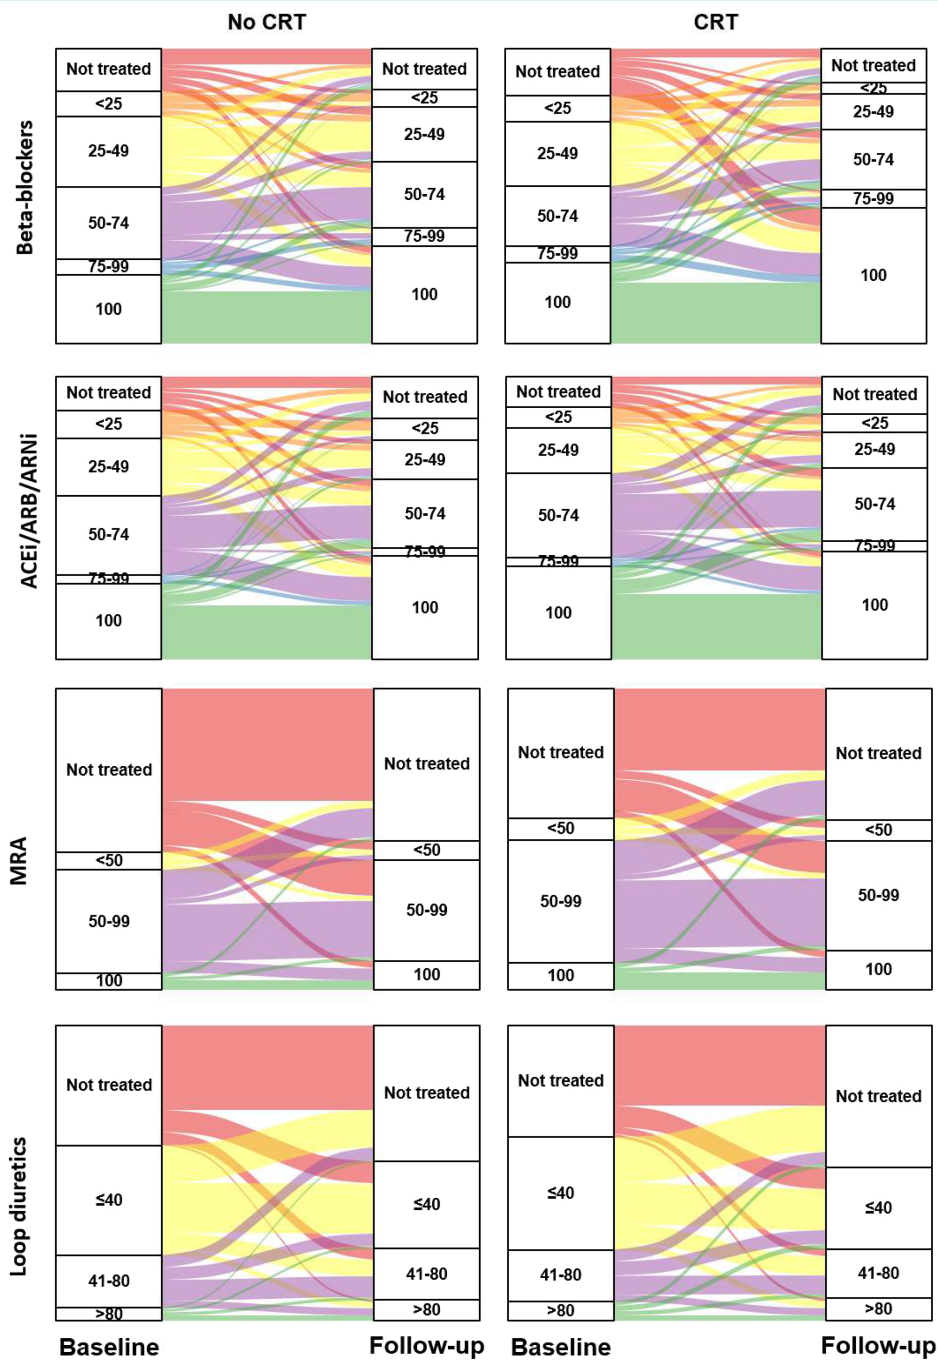 No CRT CRT
Beta-blockers
Not treated Not treated Not treated Not treated
<25 <25 <25 <25
25-49 25-49 25-49 25-49
50-74 50-74 50-74 50-74
75-99 75-99 75-99 75-99
100 100 100 100
ACEi/ARB/ARNi
Not treated Not treated Not treated Not treated
<25 <25 <25 <25
25-49 25-49 25-49 25-49
50-74 50-74 50-74 50-74
75-99 75-99 75-99 75-99
100 100 100 100
MRA
Not treated Not treated Not treated Not treated
<50 <50 <50 <50
50-99 50-99 50-99 50-99
100 100 100 100
Loop diuretics
Not treated Not treated Not treated Not treated
≤40 ≤40 ≤40 ≤40
41-80 41-80 41-80 41-80
>80 >80 >80 >80
Baseline Follow-up Baseline Follow-up